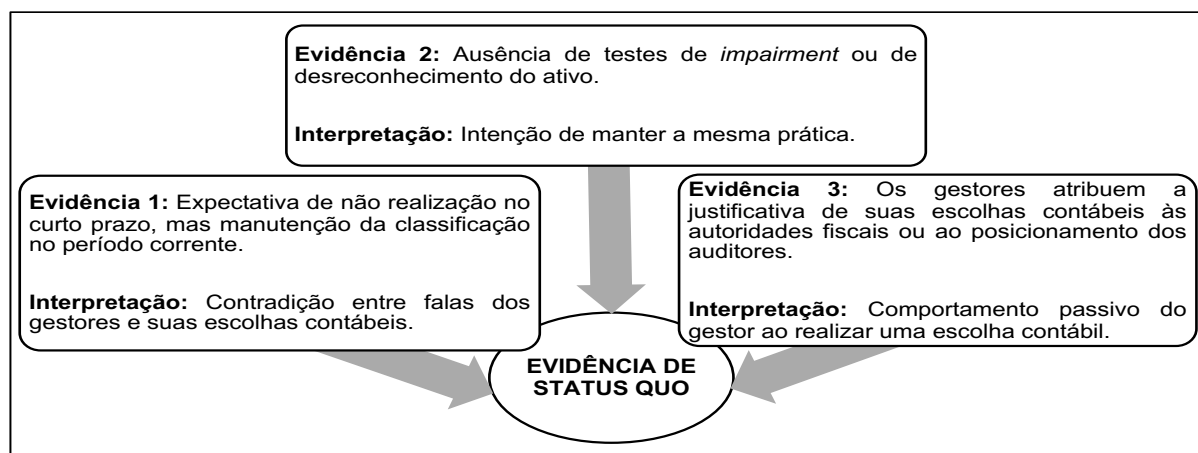 Evidência 2: Ausência de testes de impairment ou de
desreconhecimento do ativo.
Interpretação: Intenção de manter a mesma prática.
Evidência 1: Expectativa de não realização no
curto prazo, mas manutenção da classificação
no período corrente.
Interpretação: Contradição entre falas dos
gestores e suas escolhas contábeis.
Evidência 3: Os gestores atribuem a
justificativa de suas escolhas contábeis às
autoridades fiscais ou ao posicionamento dos
auditores.
Interpretação: Comportamento passivo do
gestor ao realizar uma escolha contábil.
EVIDÊNCIA DE
STATUS QUO